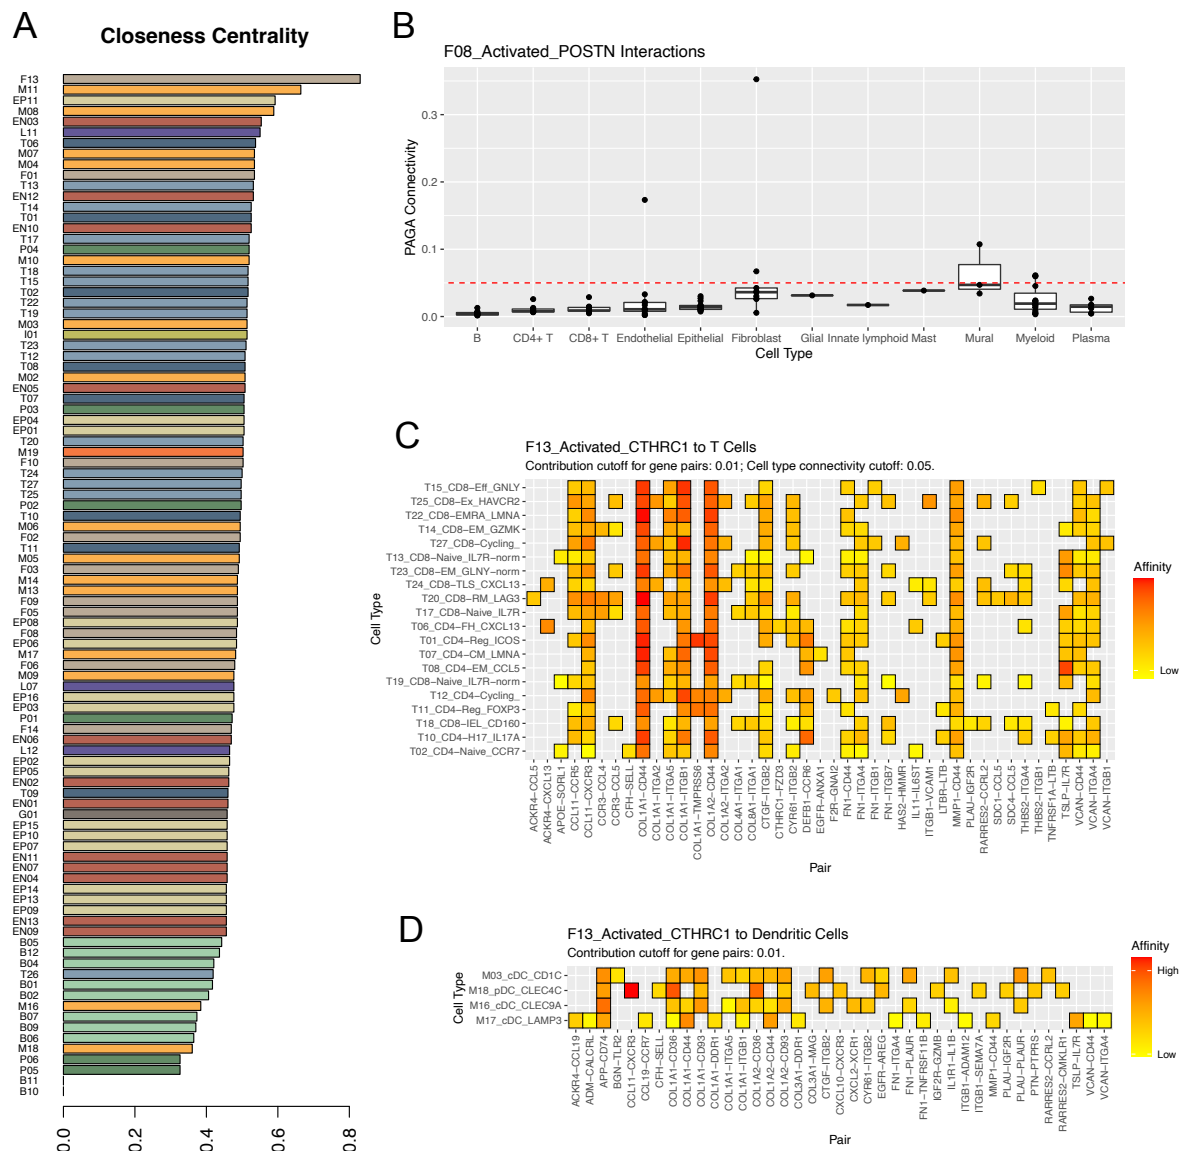 A
Closeness Centrality
F13
M11
EP11
M08
EN03
L11
T06
M07
M04
F01
T13
EN12
T14
T01
EN10
T17
P04
M10
T18
T15
T02
T22
T19
M03
I01
T23
T12
T08
M02
EN05
T07
P03
EP04
EP01
T20
M19
F10
T24
T27
T25
P02
T10
M06
F02
T11
M05
F03
M14
M13
F09
F05
EP08
F08
EP06
M17
F06
M09
L07
EP16
EP03
P01
F14
EN06
L12
EP02
EP05
EN02
T09
EN01
G01
EP15
EP10
EP07
EN11
EN07
EN04
EP14
EP13
EP09
EN13
EN09
B05
B12
B04
T26
B01
B02
M16
B07
B09
B06
M18
P06
P05
B11
B10
0.0
0.2
0.4
0.6
0.8
B
F08_Activated_POSTN Interactions
PAGA Connectivity
0.3
0.2
0.1
0.0
B
CD4+ T
CD8+ T
Endothelial
Epithelial
Fibroblast
Glial
Innate lymphoid
Mast
Mural
Myeloid
Plasma
Cell Type
C
F13_Activated_CTHRC1 to T Cells
Contribution cutoff for gene pairs: 0.01; Cell type connectivity cutoff: 0.05.
Cell Type
T15_CD8−Eff_GNLY
T25_CD8−Ex_HAVCR2
T22_CD8−EMRA_LMNA
T14_CD8−EM_GZMK
T27_CD8−Cycling_
T13_CD8−Naive_IL7R−norm
T23_CD8−EM_GLNY−norm
T24_CD8−TLS_CXCL13
T20_CD8−RM_LAG3
T17_CD8−Naive_IL7R
T06_CD4−FH_CXCL13
T01_CD4−Reg_ICOS
T07_CD4−CM_LMNA
T08_CD4−EM_CCL5
T19_CD8−Naive_IL7R−norm
T12_CD4−Cycling_
T11_CD4−Reg_FOXP3
T18_CD8−IEL_CD160
T10_CD4−H17_IL17A
T02_CD4−Naive_CCR7
ACKR4−CCL5
ACKR4−CXCL13
APOE−SORL1
CCL11−CCR5
CCL11−CXCR3
CCR3−CCL4
CCR3−CCL5
CFH−SELL
COL1A1−CD44
COL1A1−ITGA2
COL1A1−ITGA5
COL1A1−ITGB1
COL1A1−TMPRSS6
COL1A2−CD44
COL1A2−ITGA2
COL4A1−ITGA1
COL8A1−ITGA1
CTGF−ITGB2
CTHRC1−FZD3
CYR61−ITGB2
DEFB1−CCR6
EGFR−ANXA1
F2R−GNAI2
FN1−CD44
FN1−ITGA4
FN1−ITGB1
FN1−ITGB7
HAS2−HMMR
IL11−IL6ST
ITGB1−VCAM1
LTBR−LTB
MMP1−CD44
PLAU−IGF2R
RARRES2−CCRL2
SDC1−CCL5
SDC4−CCL5
THBS2−ITGA4
THBS2−ITGB1
TNFRSF1A−LTB
TSLP−IL7R
VCAN−CD44
VCAN−ITGA4
VCAN−ITGB1
Pair
Affinity
Low
D
F13_Activated_CTHRC1 to Dendritic Cells
Contribution cutoff for gene pairs: 0.01.
Cell Type
M03_cDC_CD1C
M18_pDC_CLEC4C
M16_cDC_CLEC9A
M17_cDC_LAMP3
ACKR4−CCL19
ADM−CALCRL
APP−CD74
BGN−TLR2
CCL11−CXCR3
CCL19−CCR7
CFH−SELL
COL1A1−CD36
COL1A1−CD44
COL1A1−CD93
COL1A1−DDR1
COL1A1−ITGA5
COL1A1−ITGB1
COL1A2−CD36
COL1A2−CD44
COL1A2−CD93
COL3A1−DDR1
COL3A1−MAG
CTGF−ITGB2
CXCL10−CXCR3
CXCL2−XCR1
CYR61−ITGB2
EGFR−AREG
FN1−ITGA4
FN1−PLAUR
FN1−TNFRSF11B
IGF2R−GZMB
IL1R1−IL1B
ITGB1−ADAM12
ITGB1−SEMA7A
MMP1−CD44
PLAU−IGF2R
PLAU−PLAUR
PTN−PTPRS
RARRES2−CCRL2
RARRES2−CMKLR1
TSLP−IL7R
VCAN−CD44
VCAN−ITGA4
Pair
Affinity
High
Low